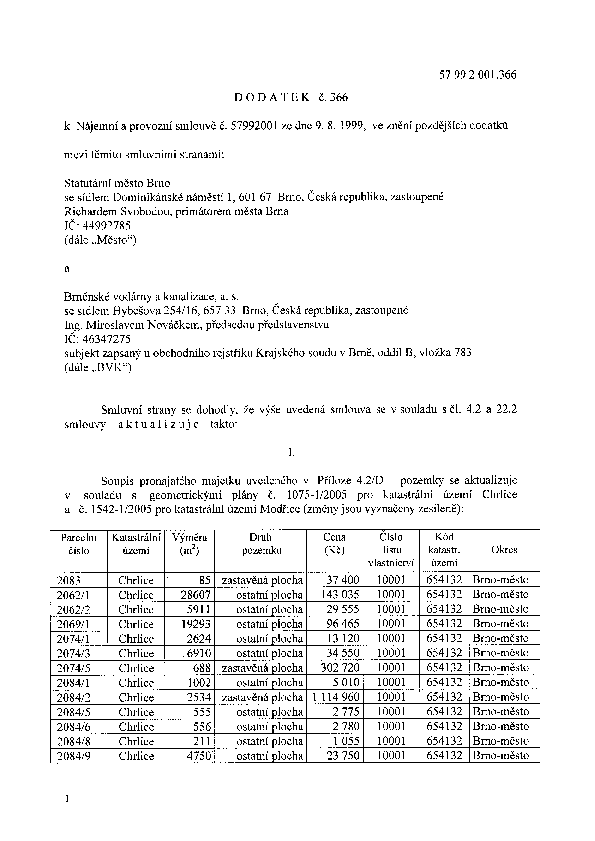 57 99 2 001.366
D O D A T E K č. 366
k Nájemní a provozní smlouvě č. 57992001 ze dne 9. 8. 1999, ve znění pozdějších dodatků
mezi těmito smluvními stranami:
Statutární město Brno
se sídlem Dominikánské náměstí 1, 601 67 Brno, Česká republika, zastoupené
Richardem Svobodou, primátorem města Brna
IČ: 44992785
(dále „Město“)
a
Brněnské vodárny a kanalizace, a. s.
se sídlem Hybešova 254/16, 657 33 Brno, Česká republika, zastoupené
Ing. Miroslavem Nováčkem, předsedou představenstva
IČ: 46347275
subjekt zapsaný u obchodního rejstříku Krajského soudu v Brně, oddíl B, vložka 783
(dále „BVK“)
Smluvní strany se dohodly, že výše uvedená smlouva se v souladu s čl. 4.2 a 22.2
smlouvy a k t u a l i z u j e takto:
I.
Soupis pronajatého majetku uvedeného v Příloze 4.2/D pozemky se aktualizuje
v souladu s geometrickými plány č. 1075-1/2005 pro katastrální území Chrlice
a č. 1542-1/2005 pro katastrální území Modřice (změny jsou vyznačeny zesíleně):
Parcelní číslo Katastrální území Výměra (m²) Druh pozemku Cena (Kč) Číslo listu vlastnictví Kód katastr. území Okres
2083 Chrlice 85 zastavěná plocha 37 400 10001 654132 Brno-město
2062/1 Chrlice 28607 ostatní plocha 143 035 10001 654132 Brno-město
2062/2 Chrlice 5911 ostatní plocha 29 555 10001 654132 Brno-město
2069/1 Chrlice 19293 ostatní plocha 96 465 10001 654132 Brno-město
2074/1 Chrlice 2624 ostatní plocha 13 120 10001 654132 Brno-město
2074/3 Chrlice 6910 ostatní plocha 34 550 10001 654132 Brno-město
2074/5 Chrlice 688 zastavěná plocha 302 720 10001 654132 Brno-město
2084/1 Chrlice 1002 ostatní plocha 5 010 10001 654132 Brno-město
2084/2 Chrlice 2534 zastavěná plocha 1 114 960 10001 654132 Brno-město
2084/5 Chrlice 555 ostatní plocha 2 775 10001 654132 Brno-město
2084/6 Chrlice 556 ostatní plocha 2 780 10001 654132 Brno-město
2084/8 Chrlice 211 ostatní plocha 1 055 10001 654132 Brno-město
2084/9 Chrlice 4750 ostatní plocha 23 750 10001 654132 Brno-město
1